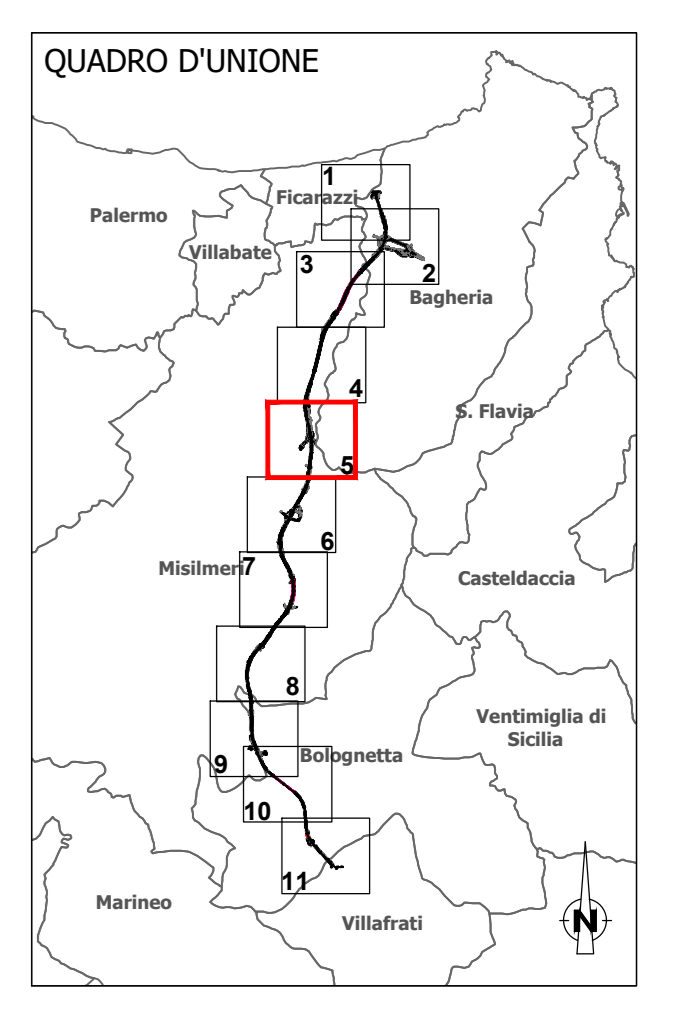 QUADRO D'UNIONE
1
Ficarazzi
Palermo
Villabate
3
2
Bagheria
4
S. Flavia
5
6
Misilmeri
7
Casteldaccia
8
Ventimiglia di
Sicilia
Bolognetta
9
10
11
Marineo
Villafrati
N